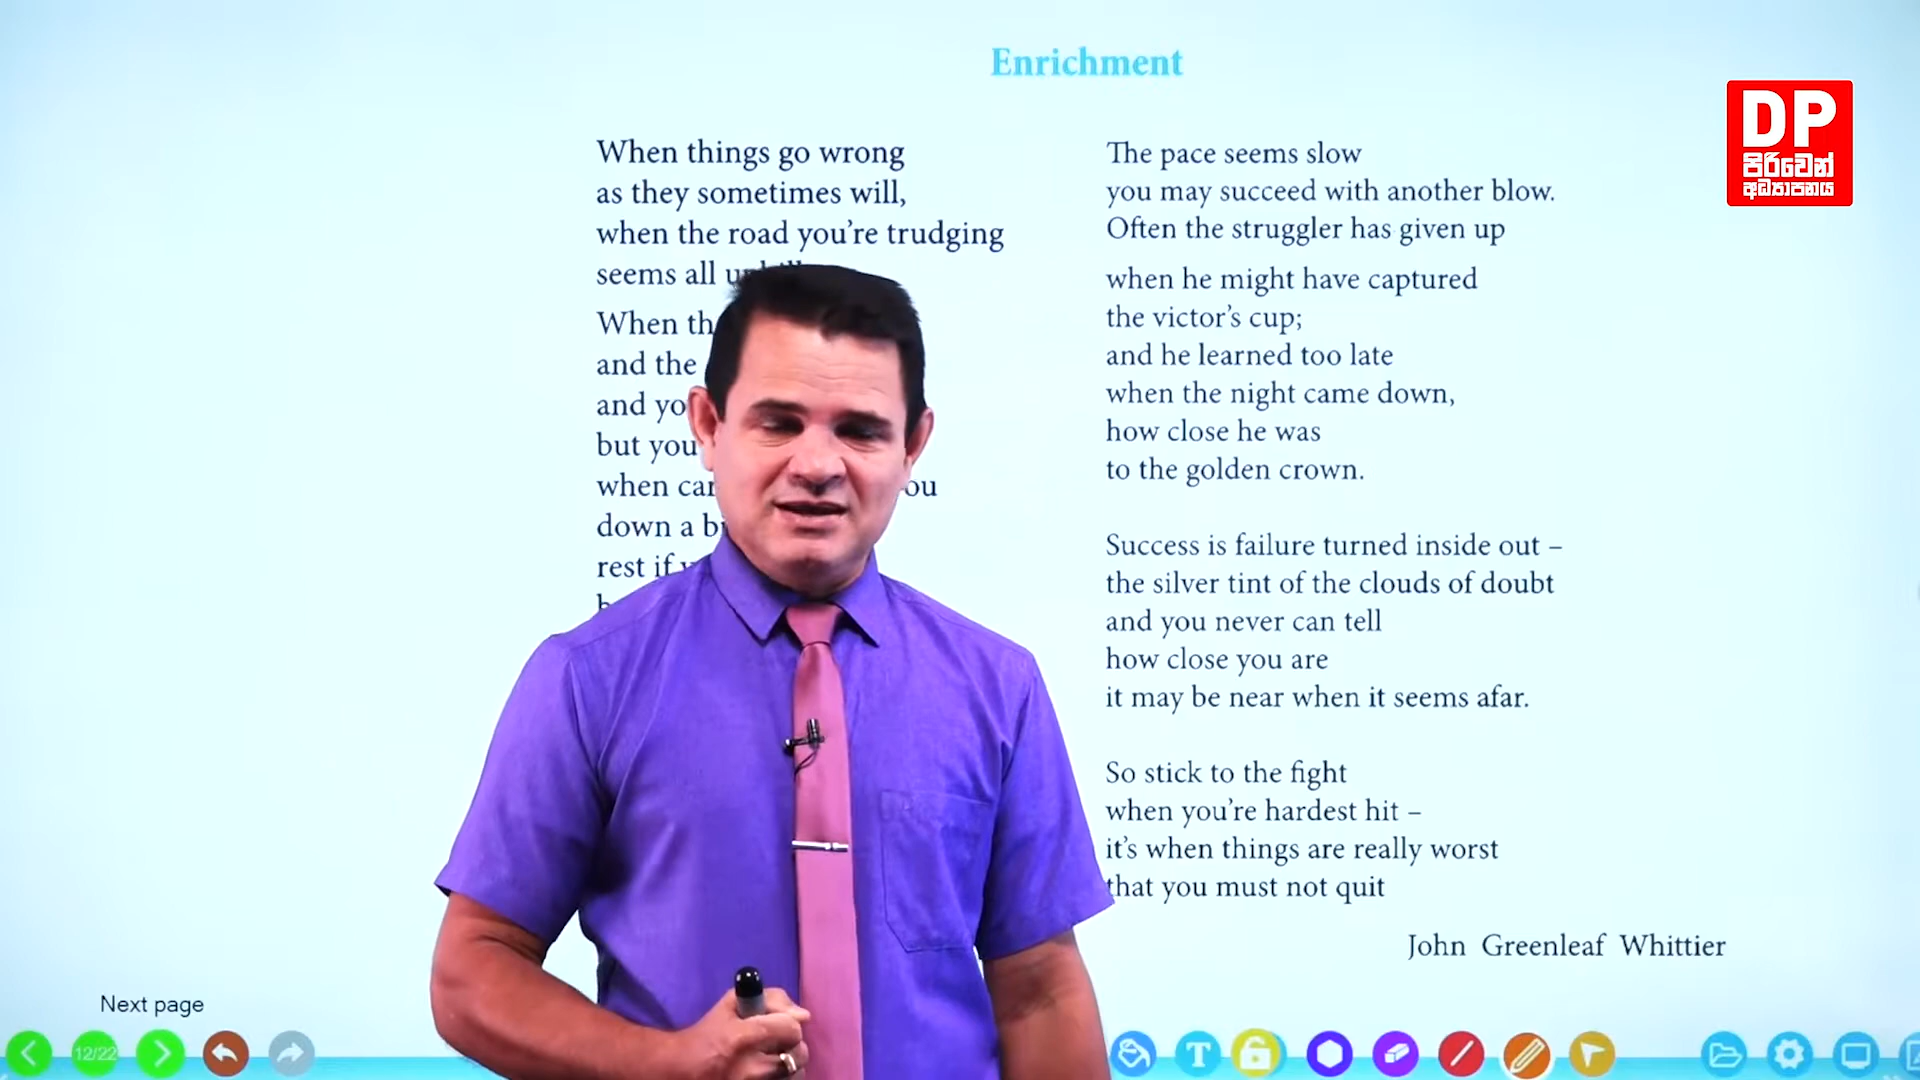 Enrichment
When things go wrong
as they sometimes will,
when the road you're trudging
seems all
When
and the
and
but you
when
down a
rest if
The pace seems slow
you may succeed with another blow.
Often the struggler has given up
when he might have captured
the victor's cup;
and he learned too late
when the night came down,
how close he was
to the golden crown.
Success is failure turned inside out –
the silver tint of the clouds of doubt
and you never can tell
how close you are
it may be near when it seems afar.
So stick to the fight
when you're hardest hit –
it's when things are really worst
that you must not quit
John Greenleaf Whittier
DP
පිරිවෙන්
අධ්‍යාපනය
Next page
12/22
T